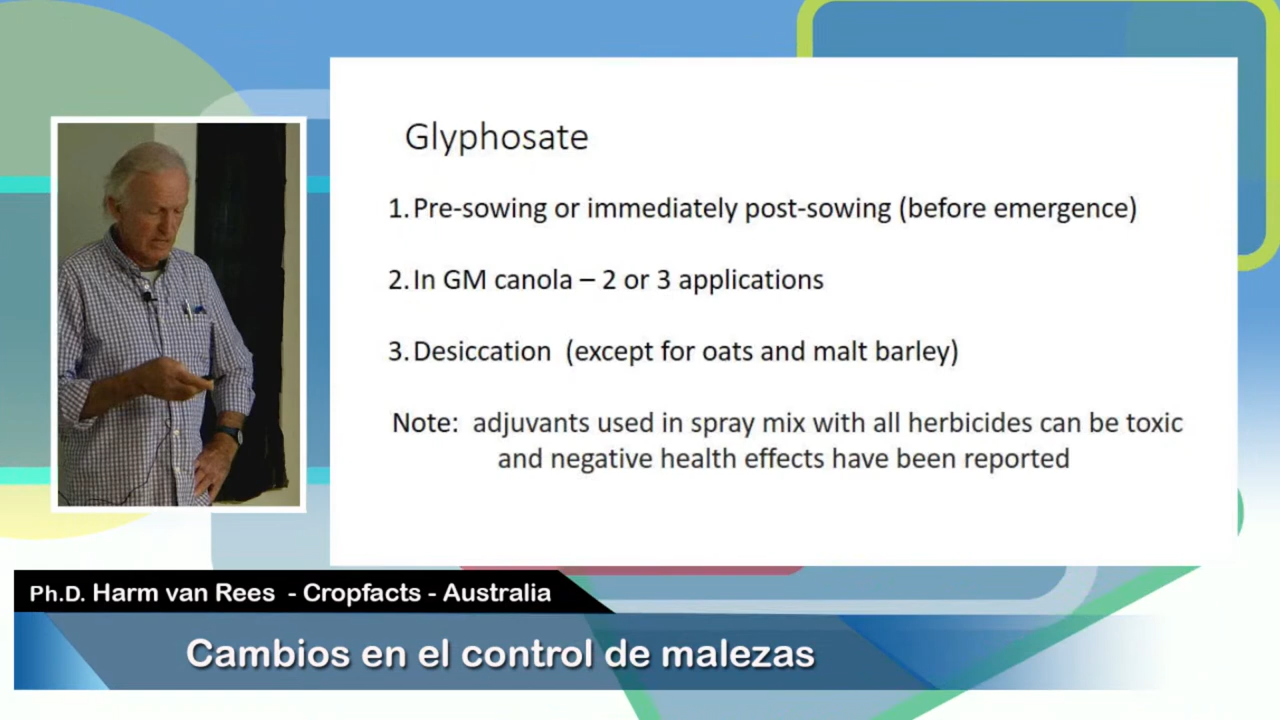 Glyphosate
1. Pre-sowing or immediately post-sowing (before emergence)
2. In GM canola – 2 or 3 applications
3. Desiccation (except for oats and malt barley)
Note: adjuvants used in spray mix with all herbicides can be toxic
and negative health effects have been reported
Ph.D. Harm van Rees - Cropfacts - Australia
Cambios en el control de malezas